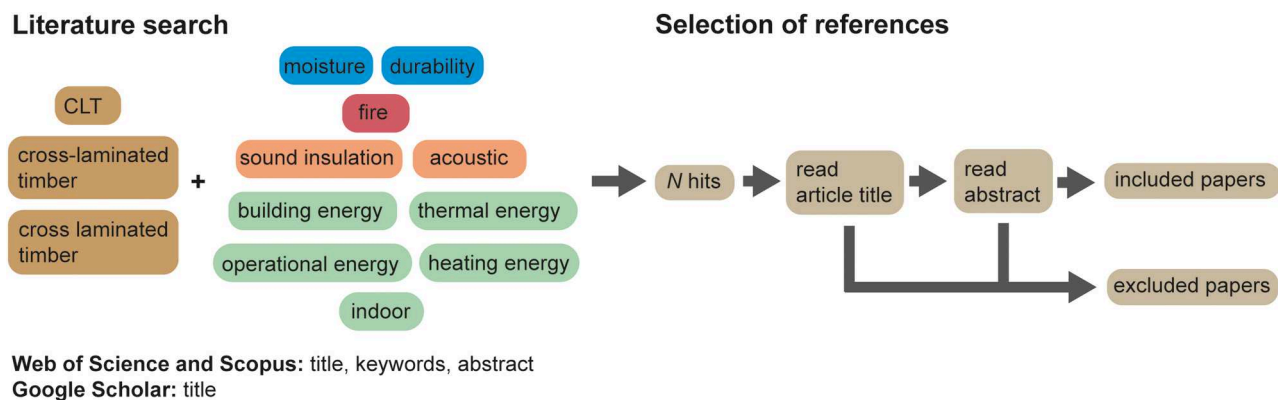 Literature search
Selection of references
moisture
durability
CLT
fire
cross-laminated
timber
+
sound insulation
acoustic
cross laminated
timber
building energy
thermal energy
operational energy
heating energy
indoor
N hits
read
article title
read
abstract
included papers
excluded papers
Web of Science and Scopus: title, keywords, abstract
Google Scholar: title